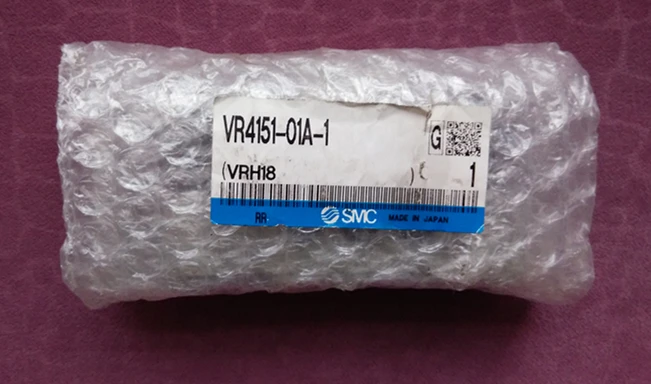 VR4151-01A-1
G
(VRH18 ) 1
RR SMC MADE IN JAPAN